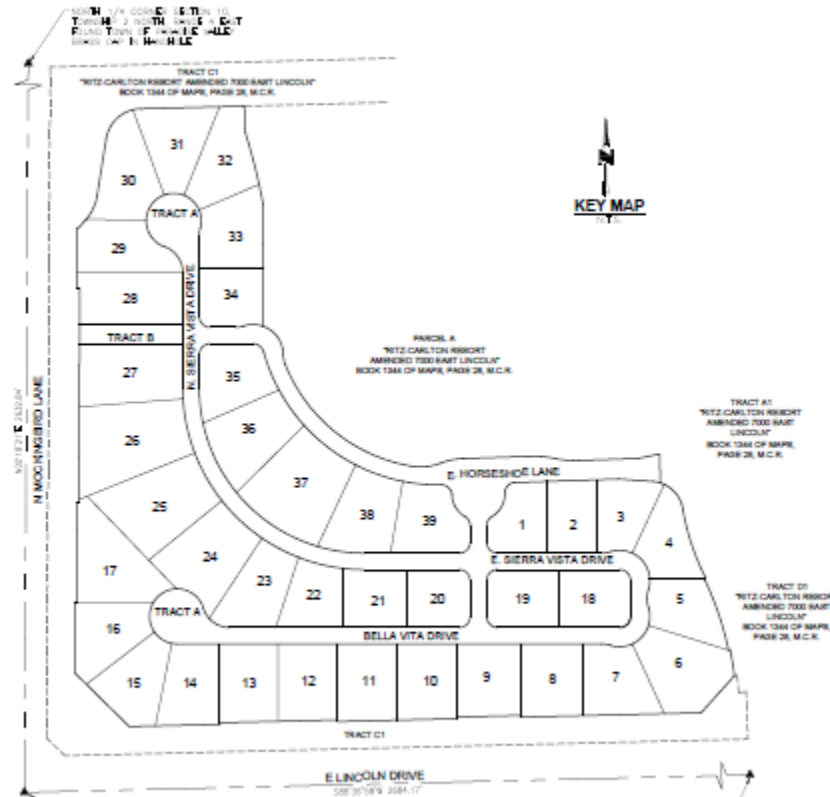 NORTH 1/4 CORNER SECTION 10,
TOWNSHIP 2 NORTH, RANGE 4 EAST
FOUND TOWN OF PARADISE VALLEY
BRASS CAP IN HANDHOLE
TRACT C1
"RITZ-CARLTON RESORT AMENDED 7000 EAST LINCOLN"
BOOK 1344 OF MAPS, PAGE 28, M.C.R.
N
KEY MAP
N.T.S.
31
32
30
TRACT A
33
29
28
34
N. SIERRA VISTA DRIVE
TRACT B
PARCEL A
"RITZ-CARLTON RESORT
AMENDED 7000 EAST LINCOLN"
BOOK 1344 OF MAPS, PAGE 28, M.C.R.
27
35
N MOCKINGBIRD LANE
36
26
TRACT A1
"RITZ-CARLTON RESORT
AMENDED 7000 EAST
LINCOLN"
BOOK 1344 OF MAPS,
PAGE 28, M.C.R.
E. HORSESHOE LANE
37
25
38
39
1
2
3
4
24
E. SIERRA VISTA DRIVE
17
23
22
21
20
19
18
5
TRACT D1
"RITZ-CARLTON RESORT
AMENDED 7000 EAST
LINCOLN"
BOOK 1344 OF MAPS,
PAGE 28, M.C.R.
TRACT A
16
BELLA VITA DRIVE
6
15
14
13
12
11
10
9
8
7
TRACT C1
E LINCOLN DRIVE